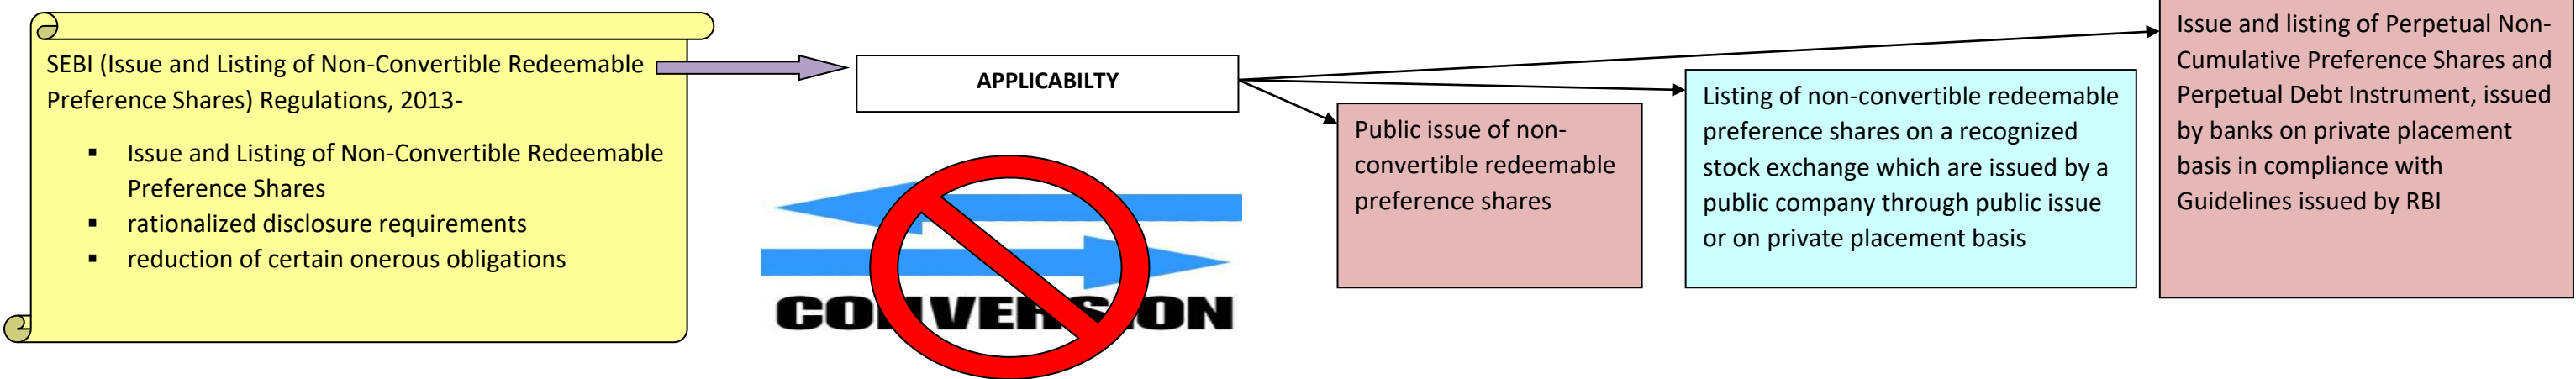 SEBI (Issue and Listing of Non-Convertible Redeemable
Preference Shares) Regulations, 2013-
▪ Issue and Listing of Non-Convertible Redeemable
Preference Shares
▪ rationalized disclosure requirements
▪ reduction of certain onerous obligations
APPLICABILTY
CONVERSION
Public issue of non-
convertible redeemable
preference shares
Listing of non-convertible redeemable
preference shares on a recognized
stock exchange which are issued by a
public company through public issue
or on private placement basis
Issue and listing of Perpetual Non-
Cumulative Preference Shares and
Perpetual Debt Instrument, issued
by banks on private placement
basis in compliance with
Guidelines issued by RBI